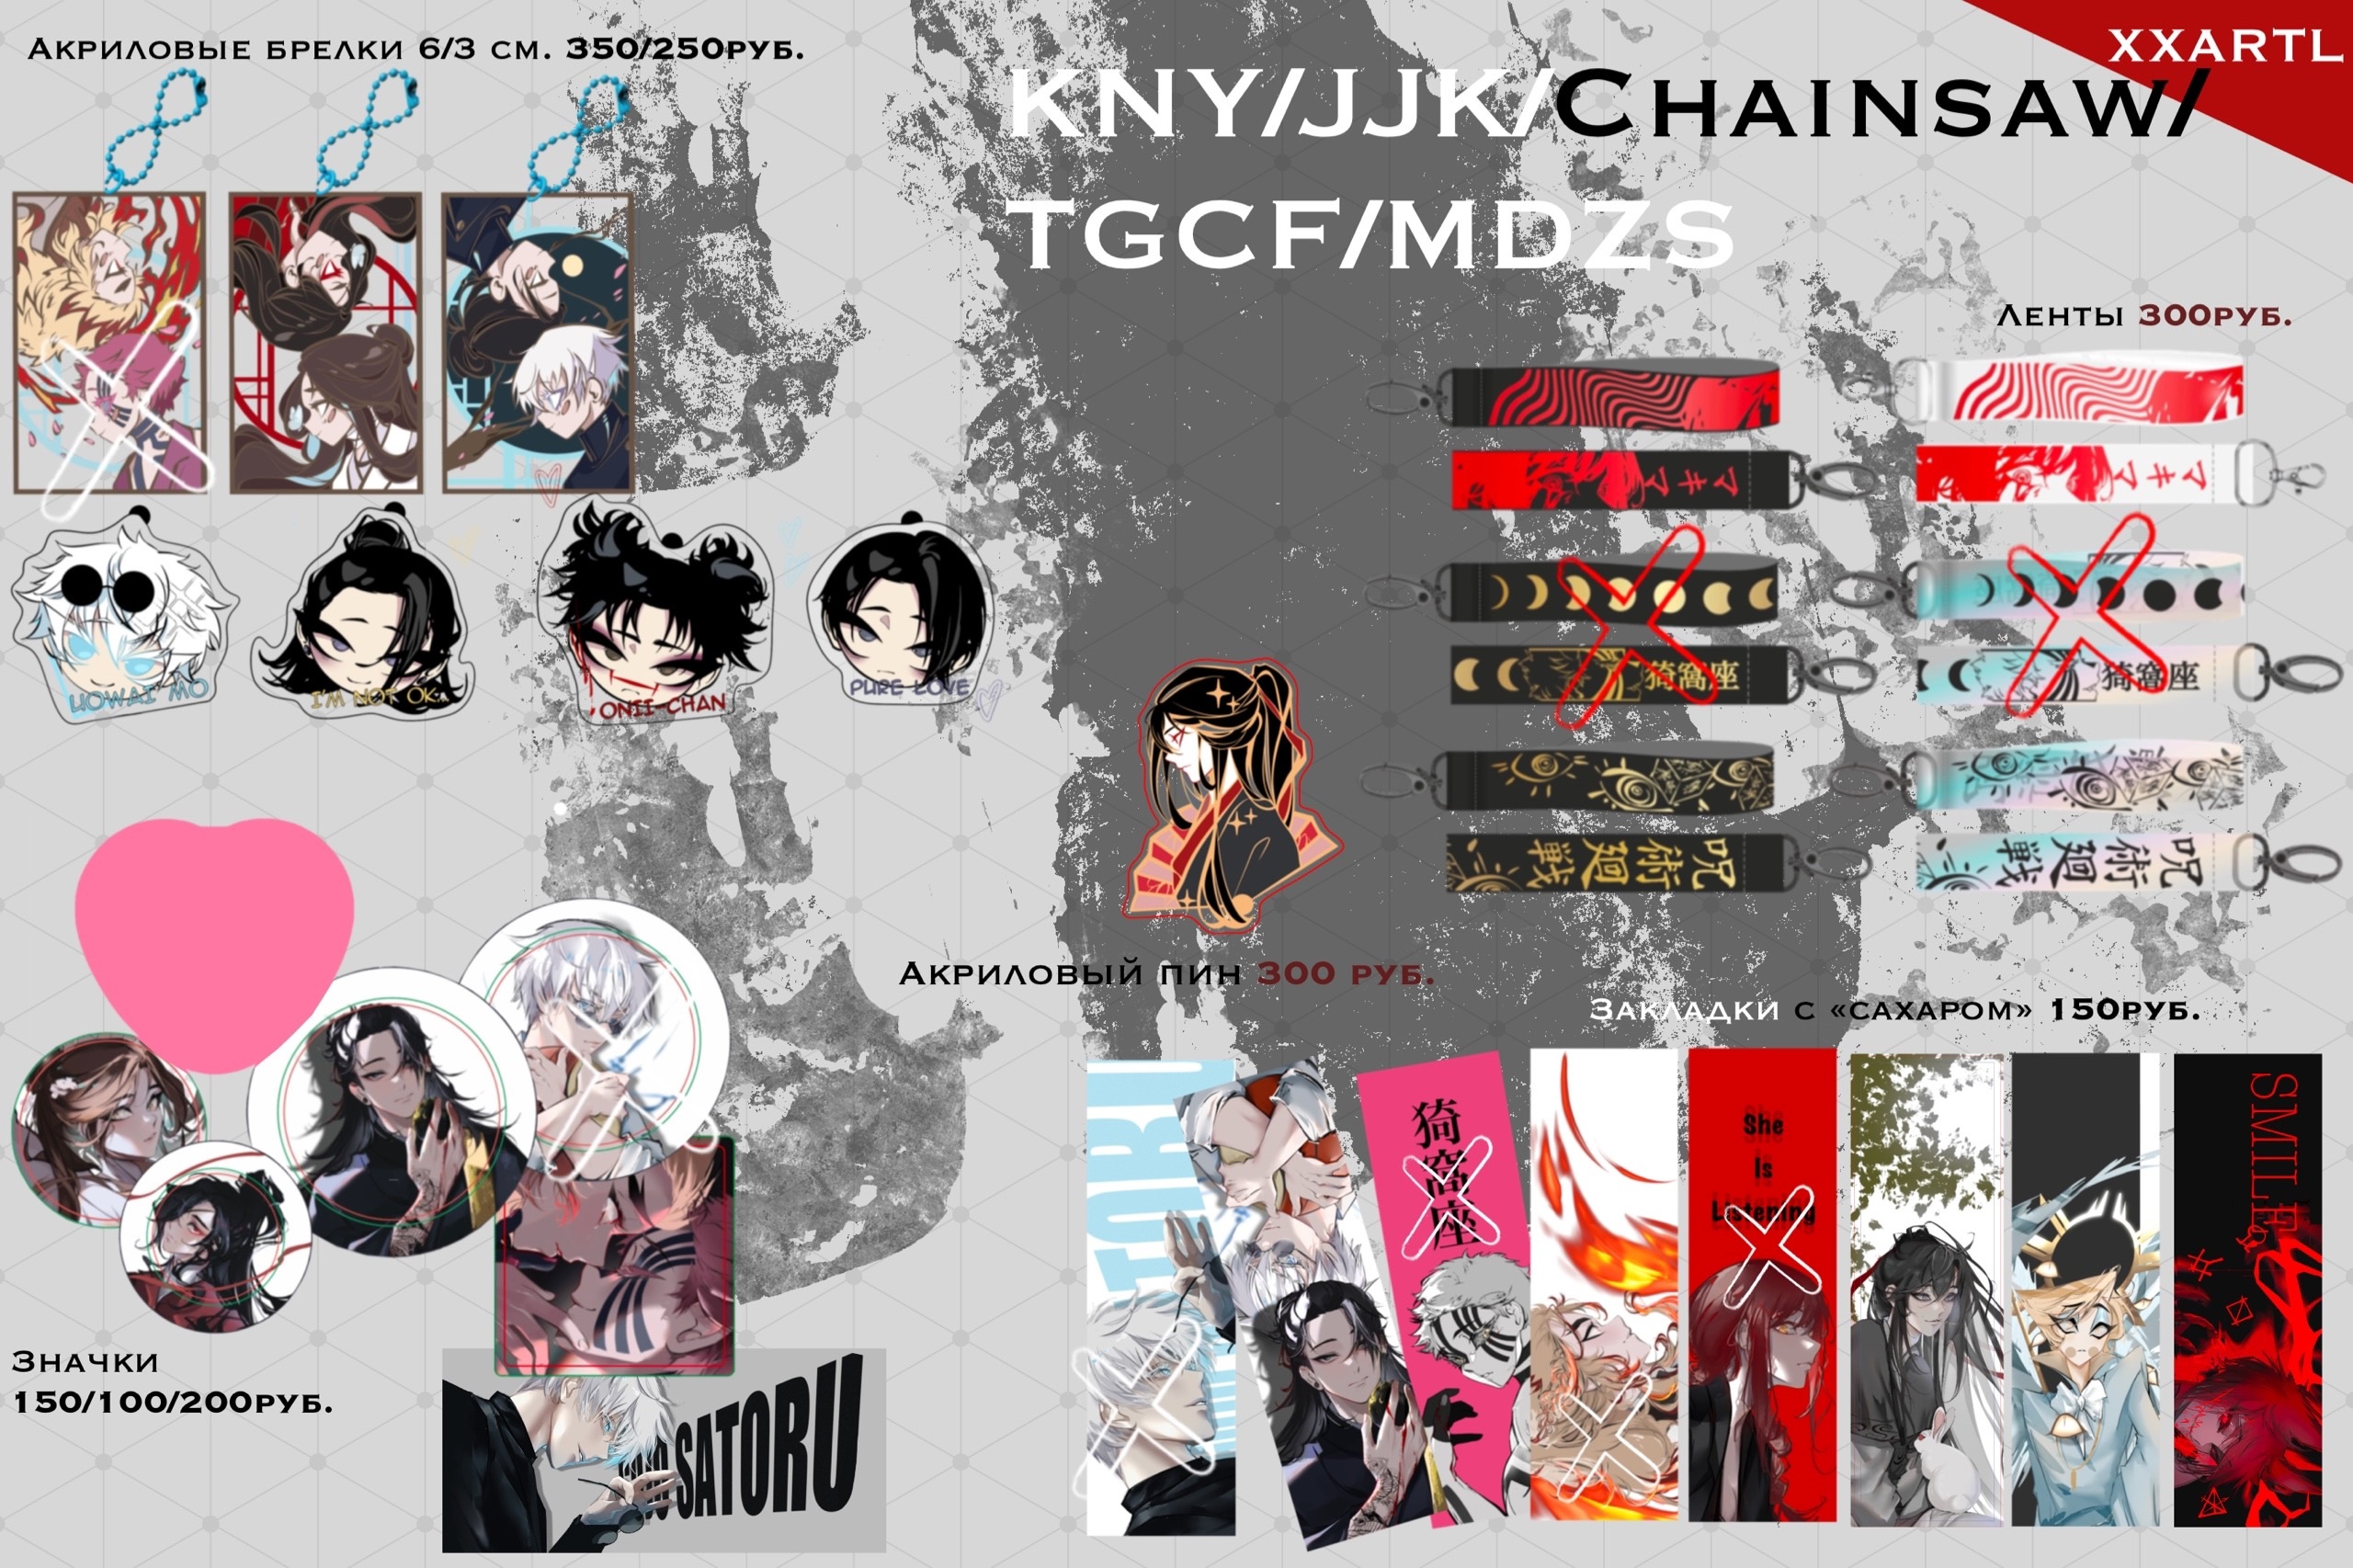 Акриловые брелки 6/3 см. 350/250руб.
XXARTL
KNY/JJK/Chainsaw/
TGCF/MDZS
Ленты 300руб.
マキマ
マキマ
猗窩座
猗窩座
呪術廻戦
呪術廻戦
UOWAI MO
I'M NOT OK...
ONII-CHAN
PURE LOVE
Акриловый пин 300 руб.
Закладки с «сахаром» 150руб.
猗窩座
She
Is
Listening
SMILE
Значки
150/100/200руб.
SATORU